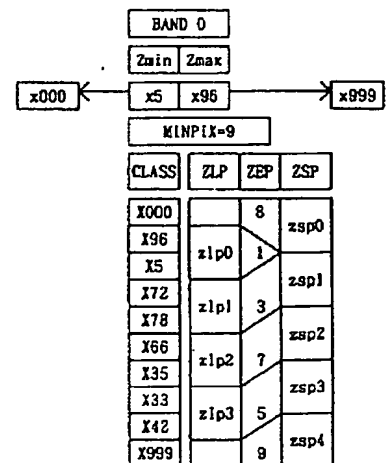 BAND 0
Zmin Zmax
x000 x5 x96 x999
MINPIX=9
CLASS ZLP ZEP ZSP
X000 8 zsp0
X96 zlp0 1
X5 zsp1
X72 zlp1 3
X78 zsp2
X66 zlp2 7
X35 zsp3
X33 zlp3 5
X42 zsp4
X999 9